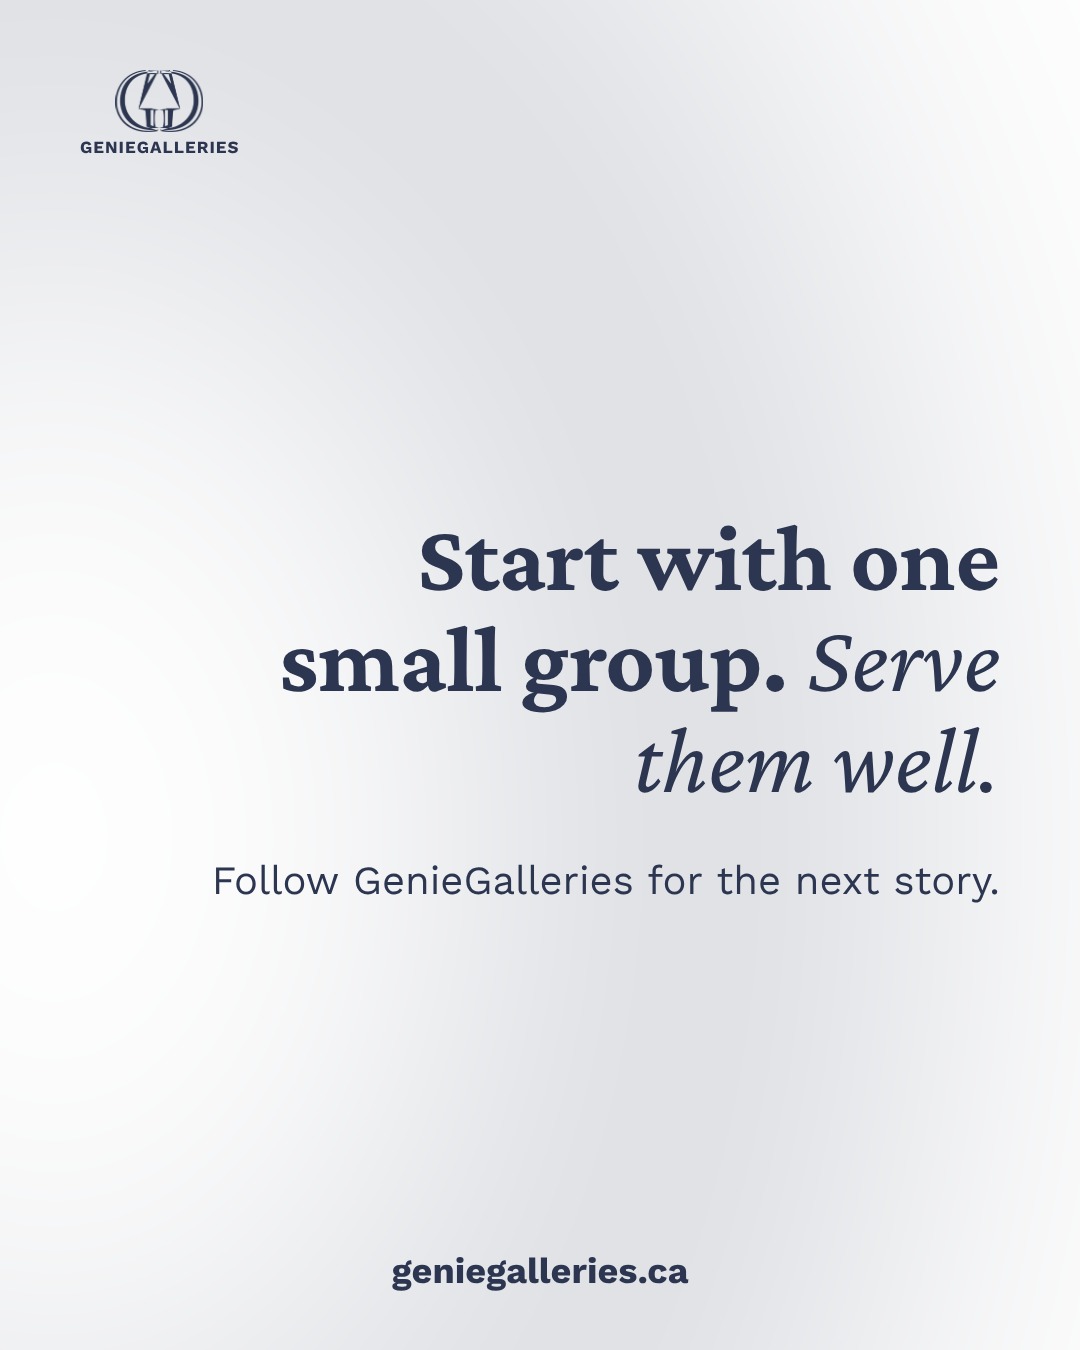 GENIEGALLERIES
Start with one
small group. Serve
them well.
Follow GenieGalleries for the next story.
geniegalleries.ca